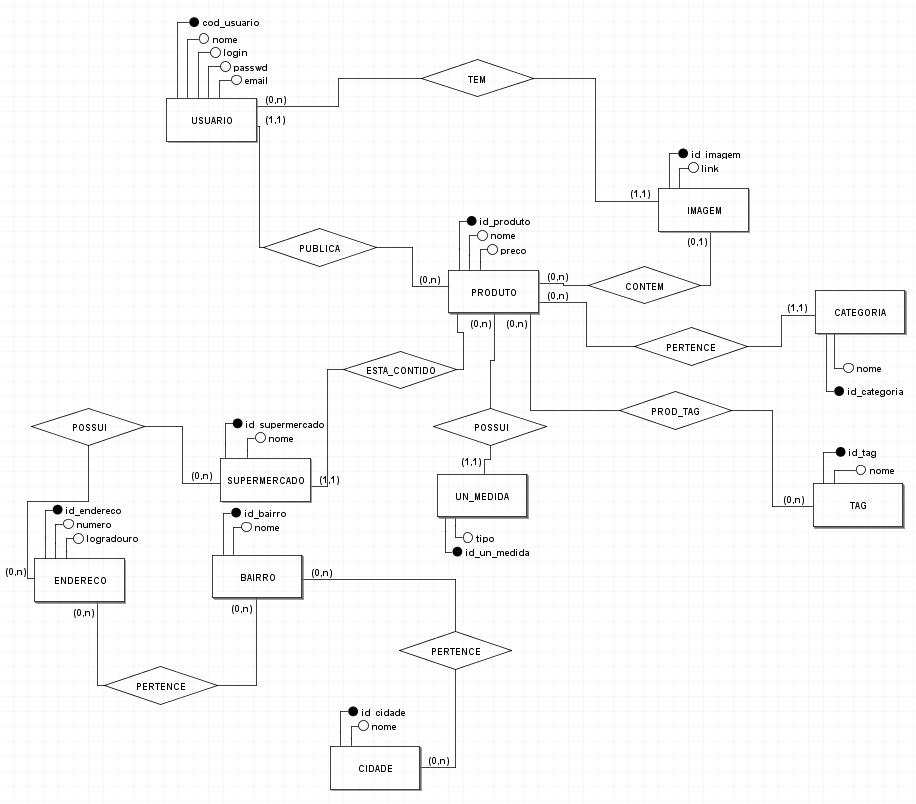 cod_usuario
nome
login
passwd
email
USUARIO
(0,n)
(1,1)
TEM
id_imagem
link
(1,1)
IMAGEM
(0,1)
PUBLICA
(0,n)
id_produto
nome
preco
PRODUTO
(0,n)
(0,n)
CONTEM
(0,n)
(0,n)
PERTENCE
(1,1)
CATEGORIA
nome
id_categoria
ESTA_CONTIDO
PROD_TAG
POSSUI
POSSUI
id_supermercado
nome
(0,n)
SUPERMERCADO
(1,1)
(1,1)
UN_MEDIDA
tipo
id_un_medida
id_tag
nome
(0,n)
TAG
id_endereco
numero
logradouro
(0,n)
ENDERECO
(0,n)
id_bairro
nome
BAIRRO
(0,n)
(0,n)
PERTENCE
PERTENCE
id_cidade
nome
CIDADE
(0,n)